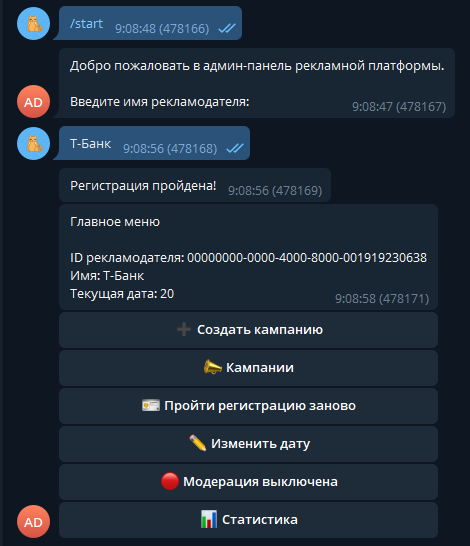 /start 9:08:48 (478166)
Добро пожаловать в админ-панель рекламной платформы.
Введите имя рекламодателя:
9:08:47 (478167)
AD
Т-Банк 9:08:56 (478168)
Регистрация пройдена! 9:08:56 (478169)
Главное меню
ID рекламодателя: 00000000-0000-4000-8000-001919230638
Имя: Т-Банк
Текущая дата: 20
9:08:58 (478171)
➕ Создать кампанию
📣 Кампании
🪪 Пройти регистрацию заново
✏️ Изменить дату
🔴 Модерация выключена
📊 Статистика
AD